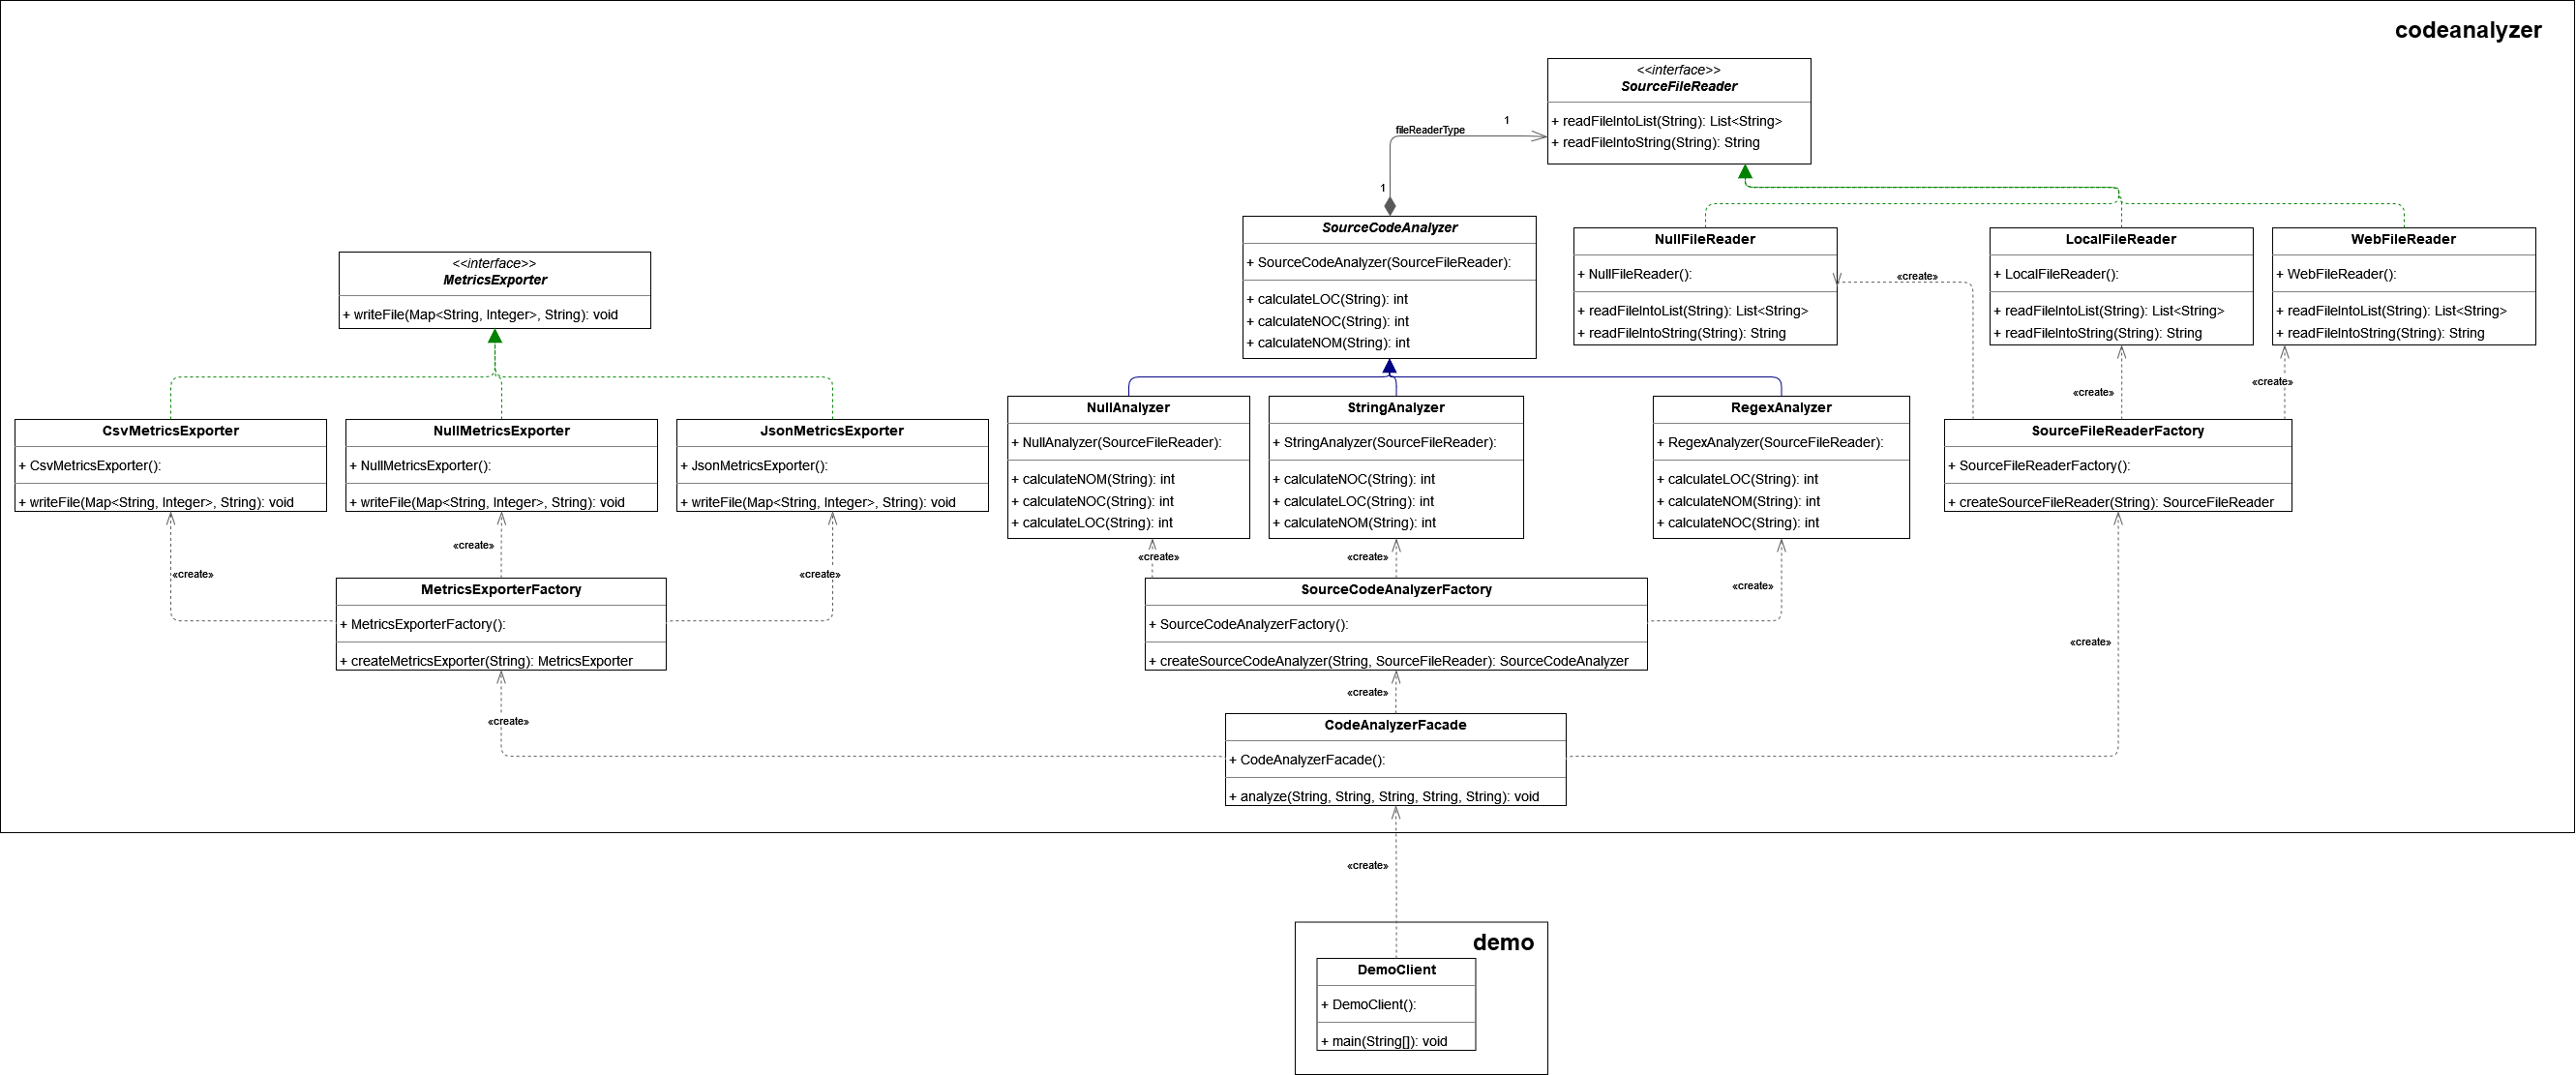 codeanalyzer
<<interface>>
SourceFileReader
+ readFileIntoList(String): List<String>
+ readFileIntoString(String): String
fileReaderType
1
1
SourceCodeAnalyzer
+ SourceCodeAnalyzer(SourceFileReader):
+ calculateLOC(String): int
+ calculateNOC(String): int
+ calculateNOM(String): int
NullFileReader
+ NullFileReader():
+ readFileIntoList(String): List<String>
+ readFileIntoString(String): String
«create»
LocalFileReader
+ LocalFileReader():
+ readFileIntoList(String): List<String>
+ readFileIntoString(String): String
WebFileReader
+ WebFileReader():
+ readFileIntoList(String): List<String>
+ readFileIntoString(String): String
«create»
«create»
<<interface>>
MetricsExporter
+ writeFile(Map<String, Integer>, String): void
CsvMetricsExporter
+ CsvMetricsExporter():
+ writeFile(Map<String, Integer>, String): void
NullMetricsExporter
+ NullMetricsExporter():
+ writeFile(Map<String, Integer>, String): void
JsonMetricsExporter
+ JsonMetricsExporter():
+ writeFile(Map<String, Integer>, String): void
NullAnalyzer
+ NullAnalyzer(SourceFileReader):
+ calculateNOM(String): int
+ calculateNOC(String): int
+ calculateLOC(String): int
StringAnalyzer
+ StringAnalyzer(SourceFileReader):
+ calculateNOC(String): int
+ calculateLOC(String): int
+ calculateNOM(String): int
RegexAnalyzer
+ RegexAnalyzer(SourceFileReader):
+ calculateLOC(String): int
+ calculateNOM(String): int
+ calculateNOC(String): int
SourceFileReaderFactory
+ SourceFileReaderFactory():
+ createSourceFileReader(String): SourceFileReader
«create»
«create»
«create»
«create»
«create»
«create»
MetricsExporterFactory
+ MetricsExporterFactory():
+ createMetricsExporter(String): MetricsExporter
SourceCodeAnalyzerFactory
+ SourceCodeAnalyzerFactory():
+ createSourceCodeAnalyzer(String, SourceFileReader): SourceCodeAnalyzer
«create»
«create»
«create»
CodeAnalyzerFacade
+ CodeAnalyzerFacade():
+ analyze(String, String, String, String, String): void
«create»
demo
DemoClient
+ DemoClient():
+ main(String[]): void